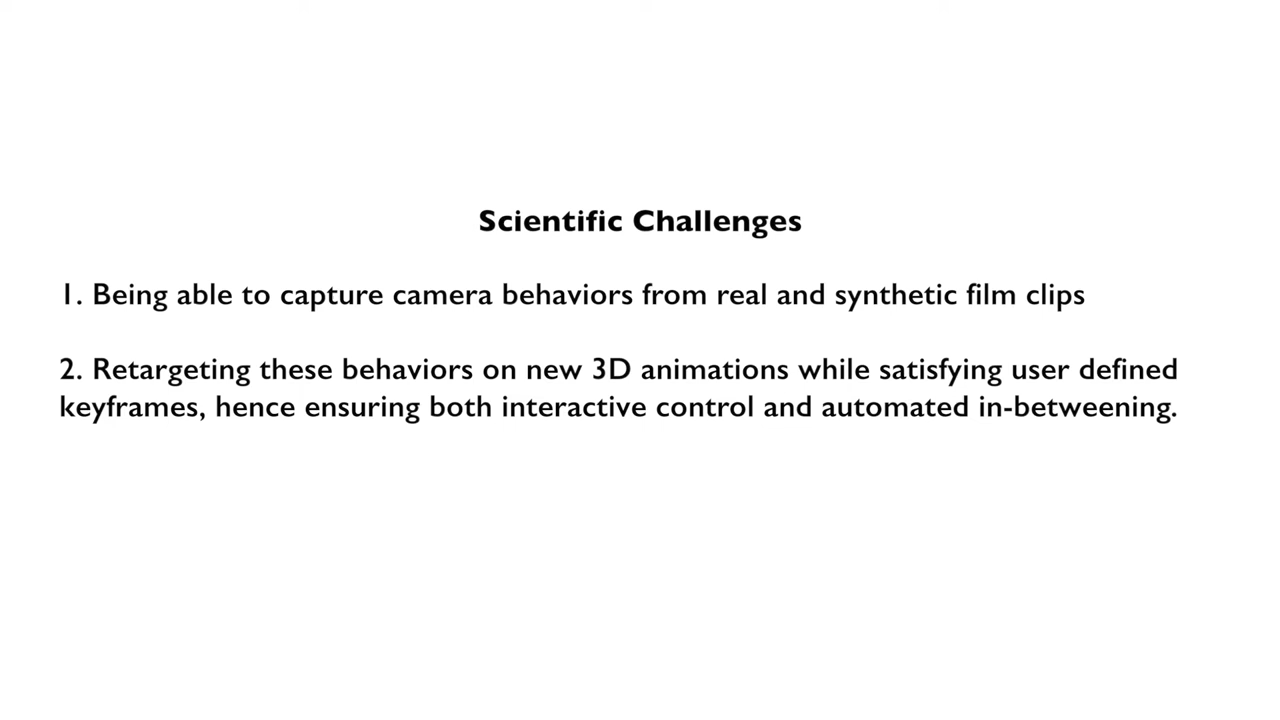 Scientific Challenges
1. Being able to capture camera behaviors from real and synthetic film clips
2. Retargeting these behaviors on new 3D animations while satisfying user defined
keyframes, hence ensuring both interactive control and automated in-betweening.